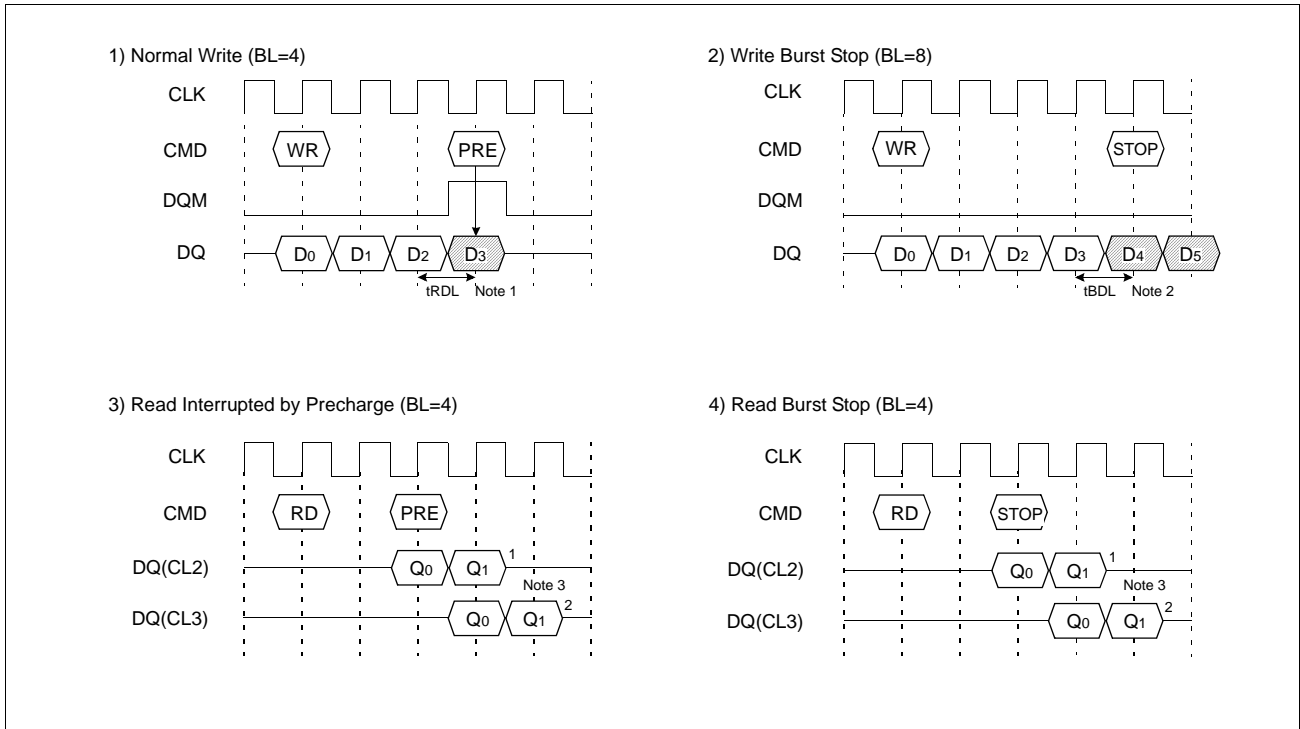 1) Normal Write (BL=4)
CLK
CMD WR PRE
DQM
DQ D0 D1 D2 D3
tRDL Note 1
2) Write Burst Stop (BL=8)
CLK
CMD WR STOP
DQM
DQ D0 D1 D2 D3 D4 D5
tBDL Note 2
3) Read Interrupted by Precharge (BL=4)
CLK
CMD RD PRE
DQ(CL2) Q0 Q1 1
Note 3
DQ(CL3) Q0 Q1 2
4) Read Burst Stop (BL=4)
CLK
CMD RD STOP
DQ(CL2) Q0 Q1 1
Note 3
DQ(CL3) Q0 Q1 2